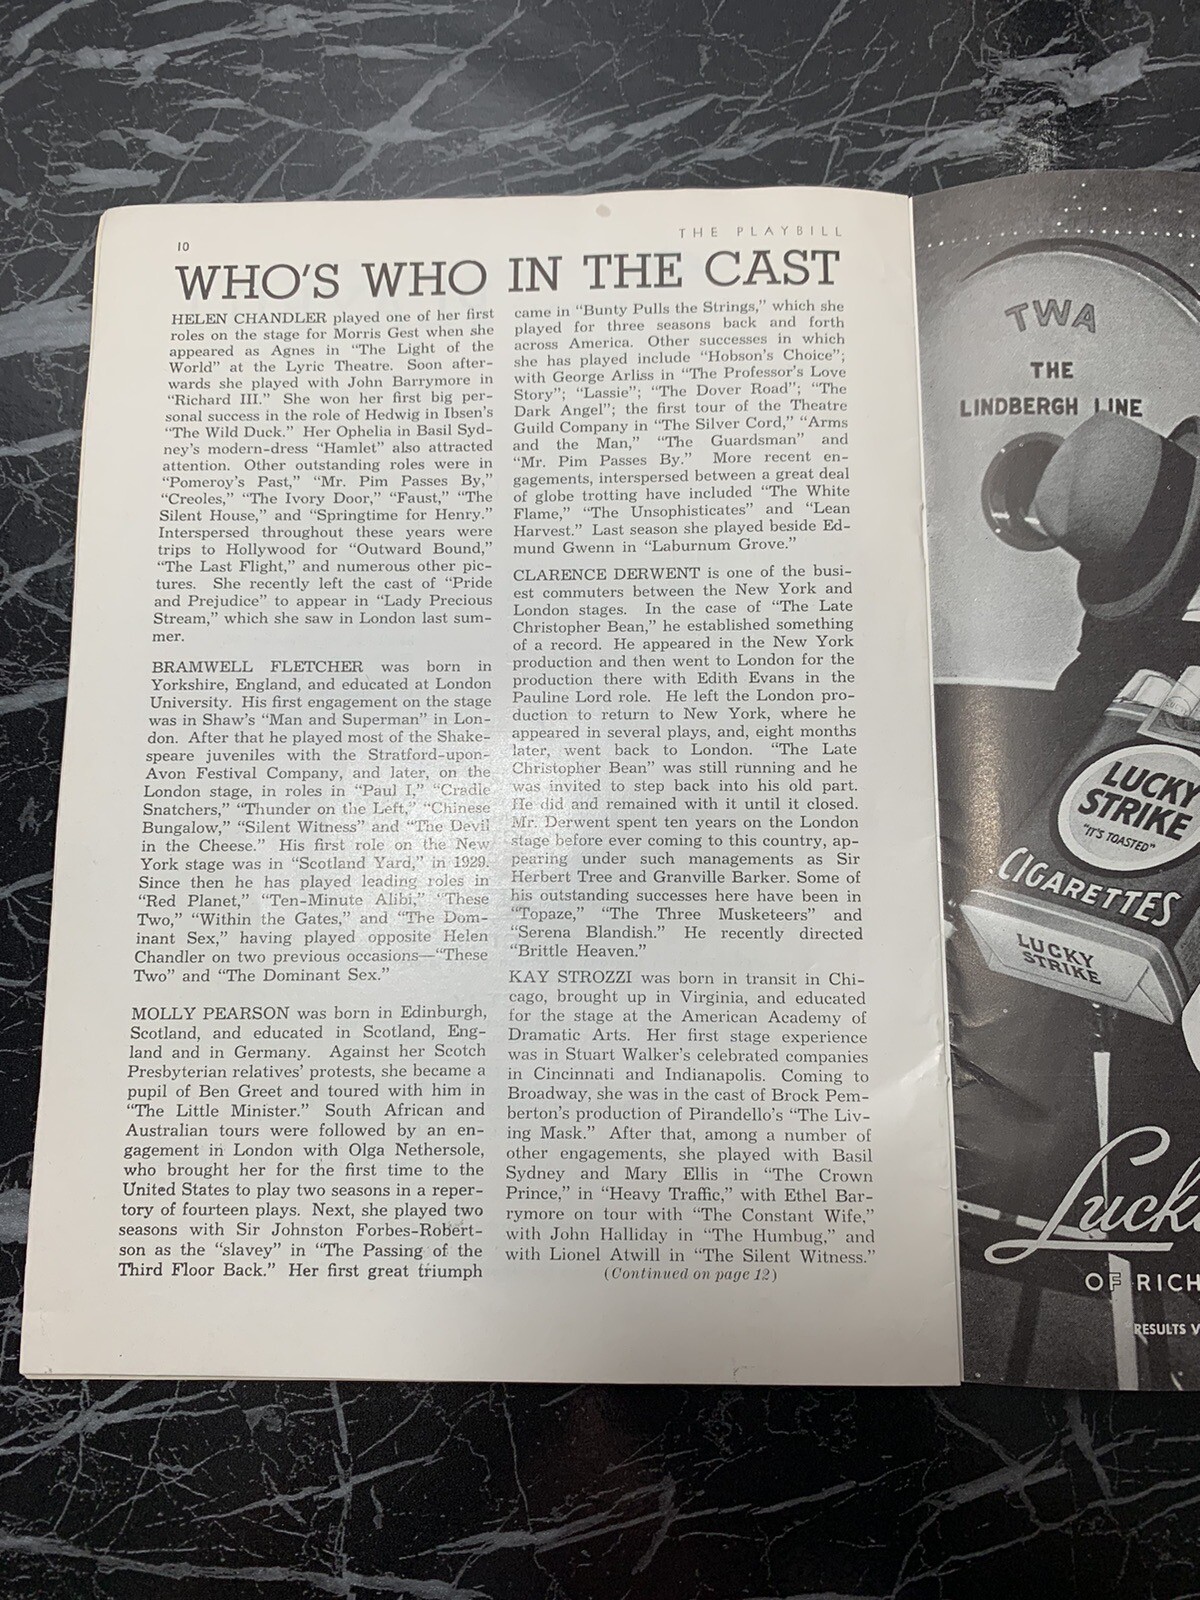 10
THE PLAYBILL
WHO'S WHO IN THE CAST
HELEN CHANDLER played one of her first
roles on the stage for Morris Gest when she
appeared as Agnes in "The Light of the
World" at the Lyric Theatre. Soon after-
wards she played with John Barrymore in
"Richard III." She won her first big per-
sonal success in the role of Hedwig in Ibsen's
"The Wild Duck." Her Ophelia in Basil Syd-
ney's modern-dress "Hamlet" also attracted
attention. Other outstanding roles were in
"Pomeroy's Past," "Mr. Pim Passes By,"
"Creoles," "The Ivory Door," "Faust," "The
Silent House," and "Springtime for Henry."
Interspersed throughout these years were
trips to Hollywood for "Outward Bound,"
"The Last Flight," and numerous other pic-
tures. She recently left the cast of "Pride
and Prejudice" to appear in "Lady Precious
Stream," which she saw in London last sum-
mer.
BRAMWELL FLETCHER was born in
Yorkshire, England, and educated at London
University. His first engagement on the stage
was in Shaw's "Man and Superman" in Lon-
don. After that he played most of the Shake-
speare juveniles with the Stratford-upon-
Avon Festival Company, and later, on the
London stage, in roles in "Paul I," "Cradle
Snatchers," "Thunder on the Left," "Chinese
Bungalow," "Silent Witness" and "The Devil
in the Cheese." His first role on the New
York stage was in "Scotland Yard," in 1929.
Since then he has played leading roles in
"Red Planet," "Ten-Minute Alibi," "These
Two," "Within the Gates," and "The Dom-
inant Sex," having played opposite Helen
Chandler on two previous occasions—"These
Two" and "The Dominant Sex."
MOLLY PEARSON was born in Edinburgh,
Scotland, and educated in Scotland, Eng-
land and in Germany. Against her Scotch
Presbyterian relatives' protests, she became a
pupil of Ben Greet and toured with him in
"The Little Minister." South African and
Australian tours were followed by an en-
gagement in London with Olga Nethersole,
who brought her for the first time to the
United States to play two seasons in a reper-
tory of fourteen plays. Next, she played two
seasons with Sir Johnston Forbes-Robert-
son as the "slavey" in "The Passing of the
Third Floor Back." Her first great triumph
came in "Bunty Pulls the Strings," which she
played for three seasons back and forth
across America. Other successes in which
she has played include "Hobson's Choice";
with George Arliss in "The Professor's Love
Story"; "Lassie"; "The Dover Road"; "The
Dark Angel"; the first tour of the Theatre
Guild Company in "The Silver Cord," "Arms
and the Man," "The Guardsman" and
"Mr. Pim Passes By." More recent en-
gagements, interspersed between a great deal
of globe trotting have included "The White
Flame," "The Unsophisticates" and "Lean
Harvest." Last season she played beside Ed-
mund Gwenn in "Laburnum Grove."
CLARENCE DERWENT is one of the busi-
est commuters between the New York and
London stages. In the case of "The Late
Christopher Bean," he established something
of a record. He appeared in the New York
production and then went to London for the
production there with Edith Evans in the
Pauline Lord role. He left the London pro-
duction to return to New York, where he
appeared in several plays, and, eight months
later, went back to London. "The Late
Christopher Bean" was still running and he
was invited to step back into his old part.
He did and remained with it until it closed.
Mr. Derwent spent ten years on the London
stage before ever coming to this country, ap-
pearing under such managements as Sir
Herbert Tree and Granville Barker. Some of
his outstanding successes here have been in
"Topaze," "The Three Musketeers" and
"Serena Blandish." He recently directed
"Brittle Heaven."
KAY STROZZI was born in transit in Chi-
cago, brought up in Virginia, and educated
for the stage at the American Academy of
Dramatic Arts. Her first stage experience
was in Stuart Walker's celebrated companies
in Cincinnati and Indianapolis. Coming to
Broadway, she was in the cast of Brock Pem-
berton's production of Pirandello's "The Liv-
ing Mask." After that, among a number of
other engagements, she played with Basil
Sydney and Mary Ellis in "The Crown
Prince," in "Heavy Traffic," with Ethel Bar-
rymore on tour with "The Constant Wife,"
with John Halliday in "The Humbug," and
with Lionel Atwill in "The Silent Witness."
(Continued on page 12)
TWA
THE
LINDBERGH LINE
LUCKY
STRIKE
"IT'S TOASTED"
CIGARETTES
LUCKY
STRIKE
Luck
OF RICH
RESULTS V